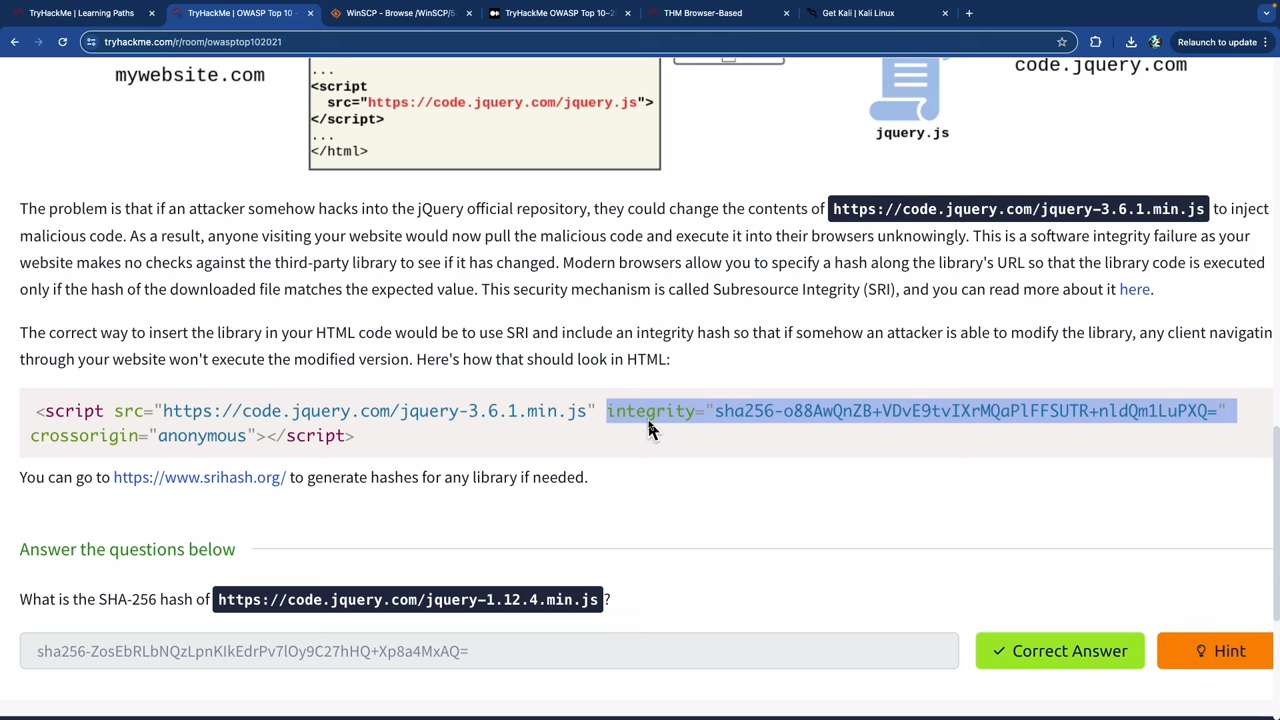 TryHackMe | Learning Paths
TryHackMe | OWASP Top 10 -
WinSCP - Browse /WinSCP/5.
TryHackMe OWASP Top 10-2
THM Browser-Based
Get Kali | Kali Linux
tryhackme.com/r/room/owasptop102021
Relaunch to update
mywebsite.com
...
<script
src="https://code.jquery.com/jquery.js">
</script>
...
</html>
code.jquery.com
jquery.js
The problem is that if an attacker somehow hacks into the jQuery official repository, they could change the contents of https://code.jquery.com/jquery-3.6.1.min.js to inject
malicious code. As a result, anyone visiting your website would now pull the malicious code and execute it into their browsers unknowingly. This is a software integrity failure as your
website makes no checks against the third-party library to see if it has changed. Modern browsers allow you to specify a hash along the library's URL so that the library code is executed
only if the hash of the downloaded file matches the expected value. This security mechanism is called Subresource Integrity (SRI), and you can read more about it here.
The correct way to insert the library in your HTML code would be to use SRI and include an integrity hash so that if somehow an attacker is able to modify the library, any client navigatin
through your website won't execute the modified version. Here's how that should look in HTML:
<script src="https://code.jquery.com/jquery-3.6.1.min.js" integrity="sha256-o88AwQnZB+VDvE9tvIXrMQaPlFFSUTR+nldQm1LuPXQ="
crossorigin="anonymous"></script>
You can go to https://www.srihash.org/ to generate hashes for any library if needed.
Answer the questions below
What is the SHA-256 hash of https://code.jquery.com/jquery-1.12.4.min.js?
sha256-ZosEbRLbNQzLpnKIkEdrPv7lOy9C27hHQ+Xp8a4MxAQ=
Correct Answer
Hint